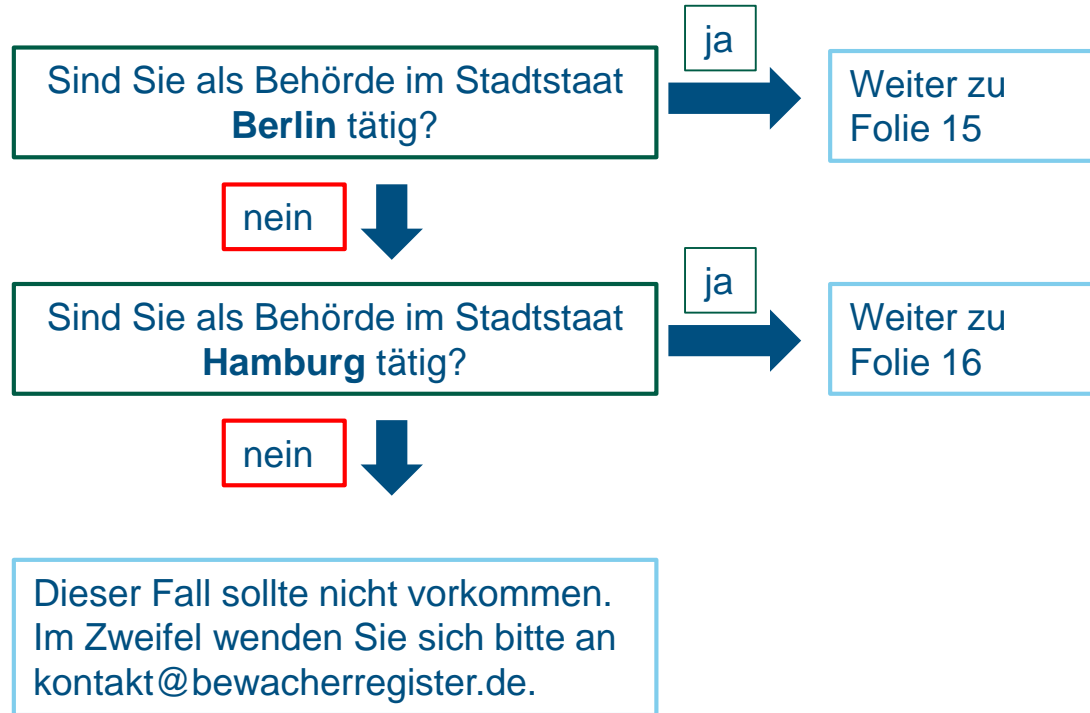 Sind Sie als Behörde im Stadtstaat
Berlin tätig?
ja
Weiter zu
Folie 15
nein
Sind Sie als Behörde im Stadtstaat
Hamburg tätig?
ja
Weiter zu
Folie 16
nein
Dieser Fall sollte nicht vorkommen.
Im Zweifel wenden Sie sich bitte an
kontakt@bewacherregister.de.